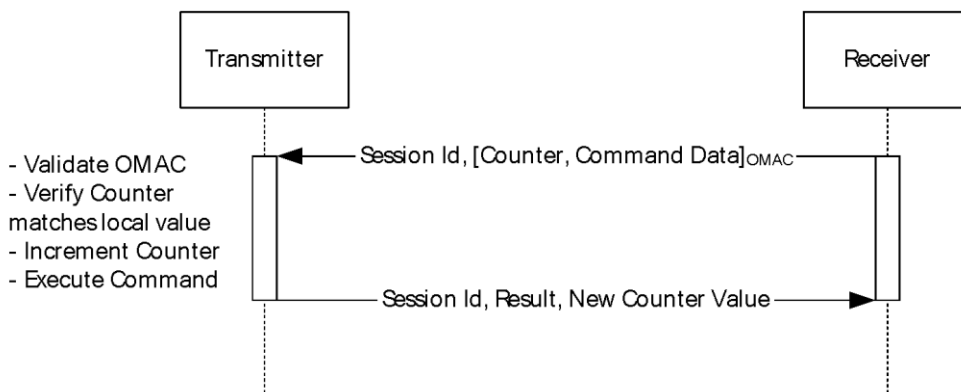 Transmitter
Receiver
- Validate OMAC
- Verify Counter
matches local value
- Increment Counter
- Execute Command
Session Id, [Counter, Command Data]OMAC
Session Id, Result, New Counter Value